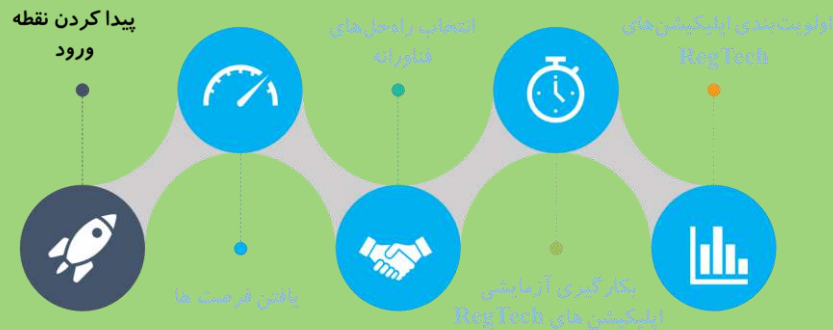 پیدا کردن نقطه
ورود
یافتن فرصت ها
انتخاب راه‌حل‌های
فناورانه
بکارگیری آزمایشی
اپلیکیشن های RegTech
اولویت‌بندی اپلیکیشن‌های
RegTech